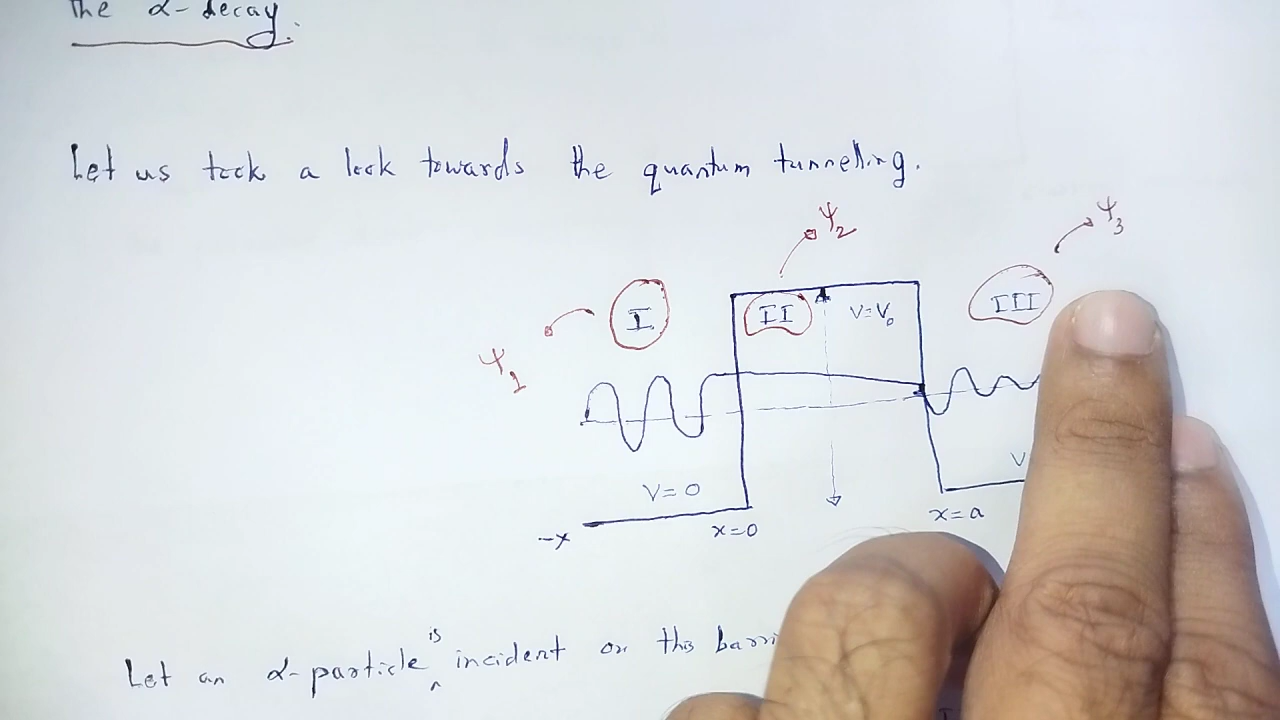 The α-decay.
Let us took a look towards the quantum tunnelling.
ψ2
ψ3
I
II
V=V0
III
ψ1
V=0
V
-x
x=0
x=a
is
Let an α-particle ^ incident on this barri